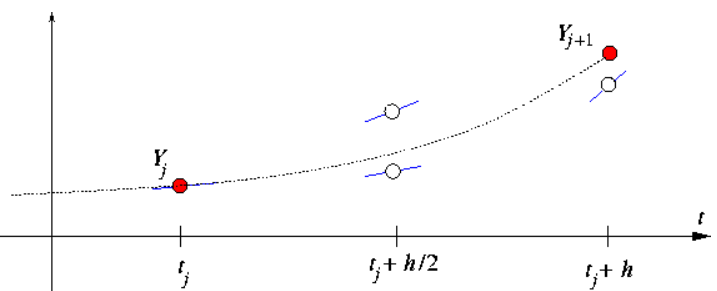 Y_{j+1}
Y_j
t
t_j
t_j + h/2
t_j + h